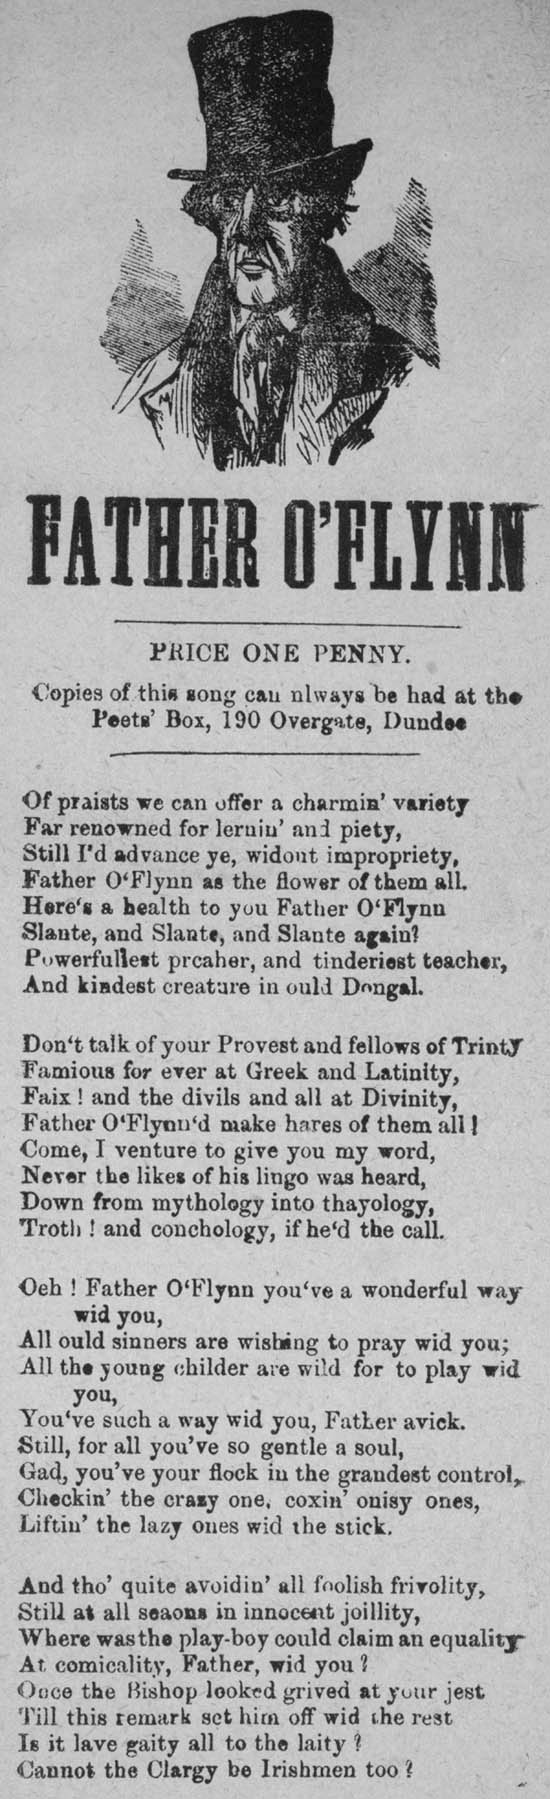 FATHER O'FLYNN
PRICE ONE PENNY.
Copies of this song can nlways be had at the
Peets' Box, 190 Overgate, Dundee
Of praists we can offer a charmin' variety
Far renowned for lernin' and piety,
Still I'd advance ye, widont impropriety,
Father O'Flynn as the flower of them all.
Here's a health to you Father O'Flynn
Slante, and Slante, and Slante again?
Powerfullest prcaher, and tinderiest teacher,
And kindest creature in ould Dongal.
Don't talk of your Provest and fellows of Trinty
Famious for ever at Greek and Latinity,
Faix! and the divils and all at Divinity,
Father O'Flynn'd make hares of them all!
Come, I venture to give you my word,
Never the likes of his lingo was heard,
Down from mythology into thayology,
Troth! and conchology, if he'd the call.
Oeh! Father O'Flynn you've a wonderful way
wid you,
All ould sinners are wishing to pray wid you;
All the young childer are wild for to play wid
you,
You've such a way wid you, Father avick.
Still, for all you've so gentle a soul,
Gad, you've your flock in the grandest control,
Checkin' the crazy one, coxin' onisy ones,
Liftin' the lazy ones wid the stick.
And tho' quite avoidin' all foolish frivolity,
Still at all seaons in innocent joillity,
Where was the play-boy could claim an equality
At comicality, Father, wid you?
Once the Bishop looked grived at your jest
Till this remark set him off wid the rest
Is it lave gaity all to the laity?
Cannot the Clargy be Irishmen too?